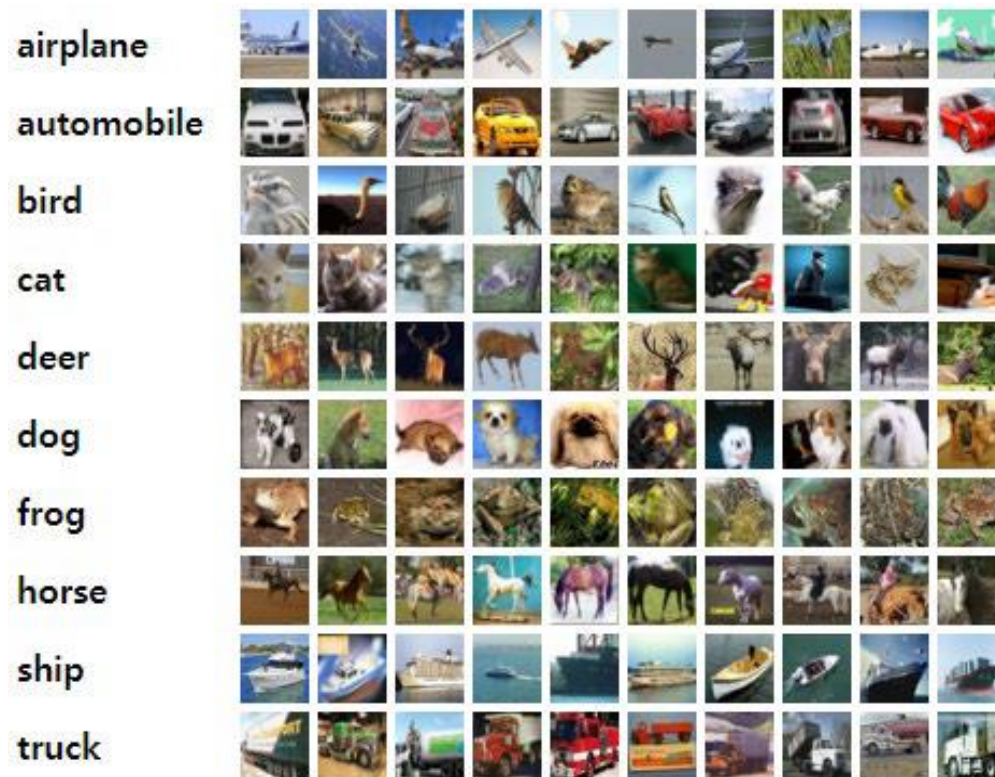 airplane
automobile
bird
cat
deer
dog
frog
horse
ship
truck